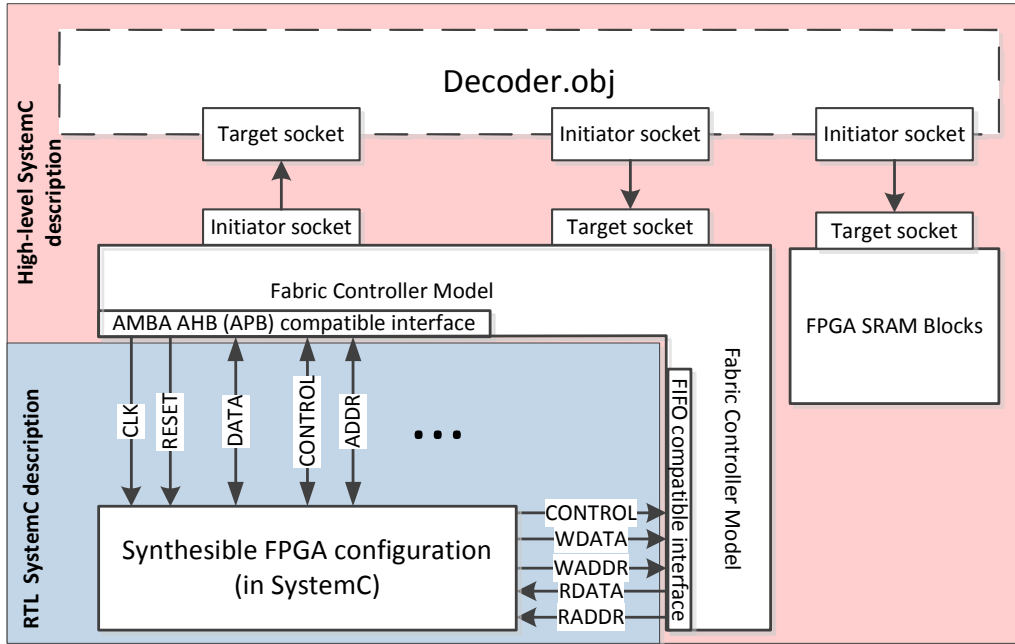 Decoder.obj
Target socket
Initiator socket
Initiator socket
High-level SystemC
description
Initiator socket
Target socket
Target socket
Fabric Controller Model
AMBA AHB (APB) compatible interface
FPGA SRAM Blocks
Fabric Controller Model
FIFO compatible interface
RTL SystemC description
CLK
RESET
DATA
CONTROL
ADDR
...
Synthesible FPGA configuration
(in SystemC)
CONTROL
WDATA
WADDR
RDATA
RADDR